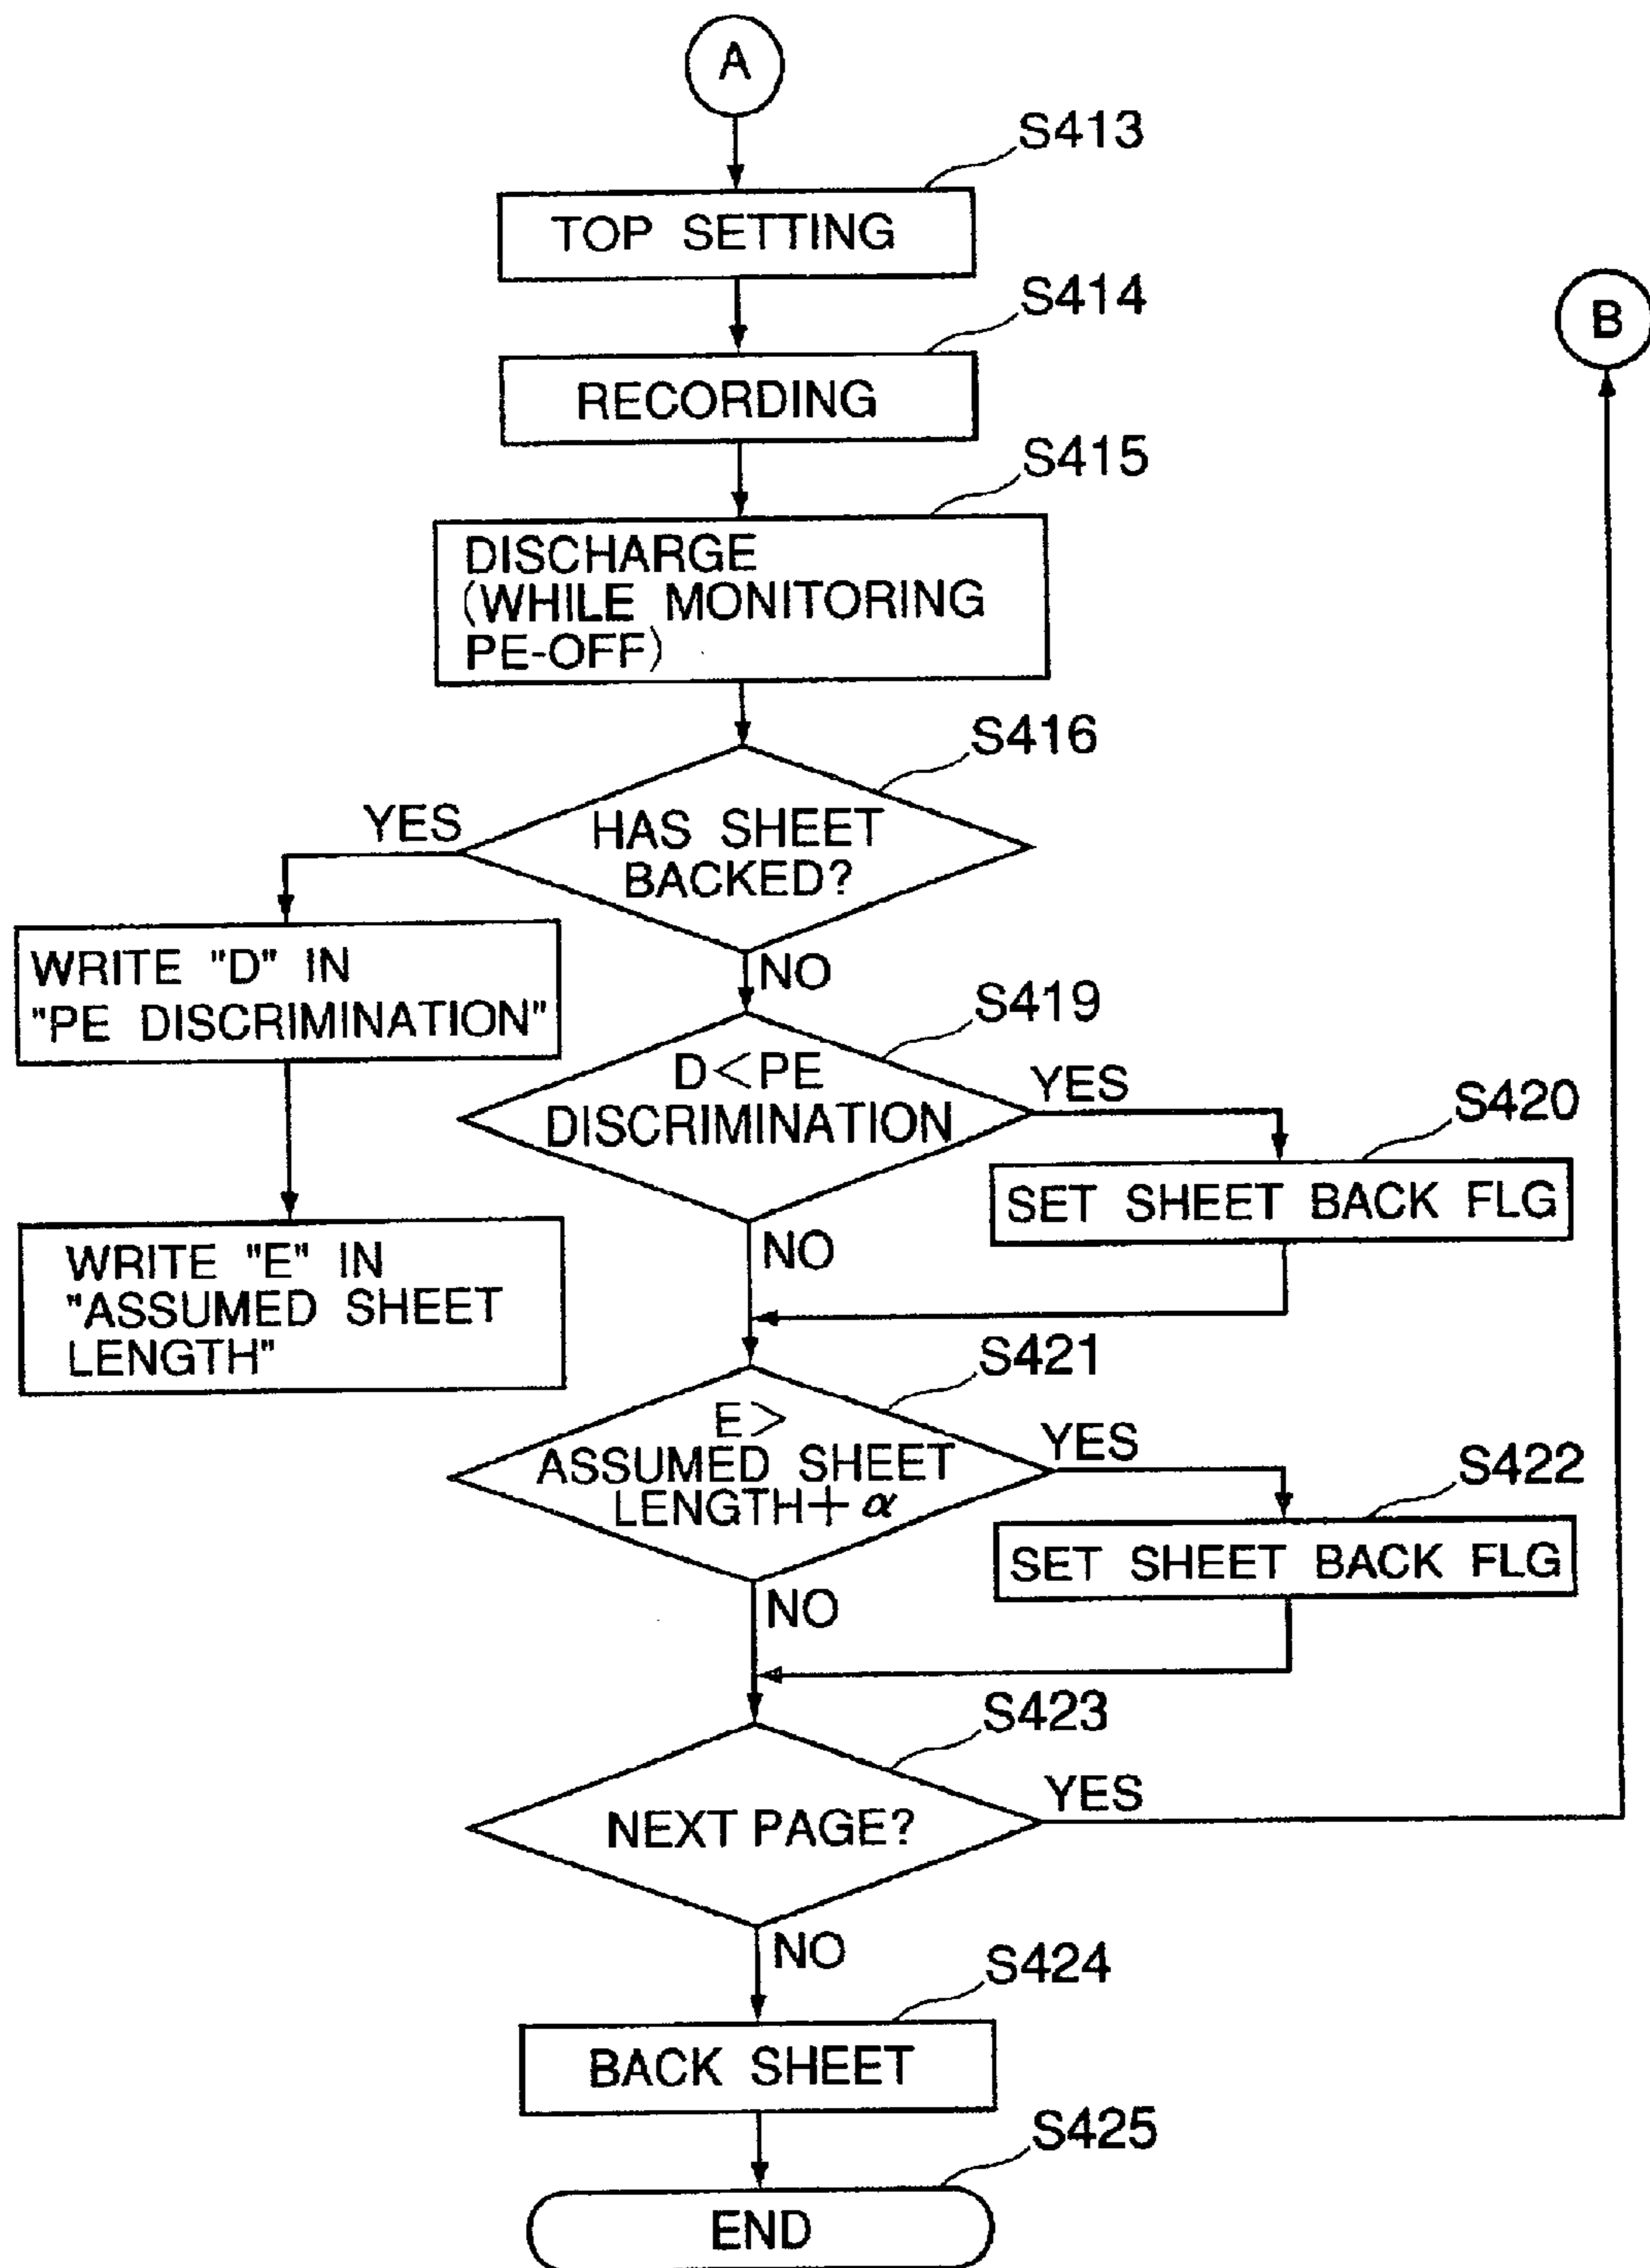 A
S413
TOP SETTING
S414
B
RECORDING
S415
DISCHARGE
(WHILE MONITORING
PE-OFF)
S416
YES
HAS SHEET
BACKED?
WRITE "D" IN
"PE DISCRIMINATION"
NO
S419
D<PE
DISCRIMINATION
YES
S420
SET SHEET BACK FLG
NO
WRITE "E" IN
"ASSUMED SHEET
LENGTH"
S421
E>
ASSUMED SHEET
LENGTH+α
YES
S422
SET SHEET BACK FLG
NO
S423
NEXT PAGE?
YES
NO
S424
BACK SHEET
S425
END